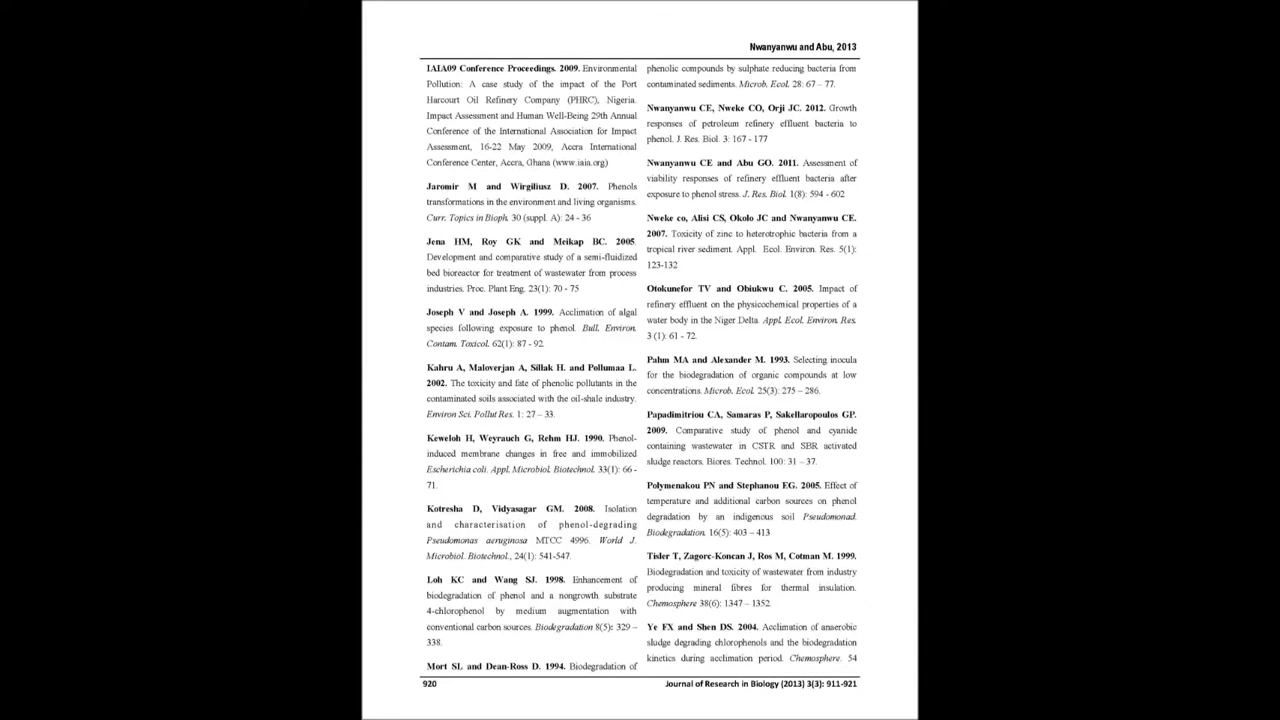 Nwanyanwu and Abu, 2013
IAIA09 Conference Proceedings. 2009. Environmental
Pollution: A case study of the impact of the Port
Harcourt Oil Refinery Company (PHRC), Nigeria.
Impact Assessment and Human Well-Being 29th Annual
Conference of the International Association for Impact
Assessment, 16-22 May 2009, Accra International
Conference Center, Accra, Ghana (www.iaia.org)
Jaromir M and Wirgiliusz D. 2007. Phenols
transformations in the environment and living organisms.
Curr. Topics in Bioph. 30 (suppl. A): 24 - 36
Jena HM, Roy GK and Meikap BC. 2005.
Development and comparative study of a semi-fluidized
bed bioreactor for treatment of wastewater from process
industries. Proc. Plant Eng. 23(1): 70 - 75
Joseph V and Joseph A. 1999. Acclimation of algal
species following exposure to phenol. Bull. Environ.
Contam. Toxicol. 62(1): 87 - 92.
Kahru A, Maloverjan A, Sillak H. and Pollumaa L.
2002. The toxicity and fate of phenolic pollutants in the
contaminated soils associated with the oil-shale industry.
Environ Sci. Pollut Res. 1: 27 – 33.
Keweloh H, Weyrauch G, Rehm HJ. 1990. Phenol-
induced membrane changes in free and immobilized
Escherichia coli. Appl. Microbiol. Biotechnol. 33(1): 66 -
71.
Kotresha D, Vidyasagar GM. 2008. Isolation
and characterisation of phenol-degrading
Pseudomonas aeruginosa MTCC 4996. World J.
Microbiol. Biotechnol., 24(1): 541-547.
Loh KC and Wang SJ. 1998. Enhancement of
biodegradation of phenol and a nongrowth substrate
4-chlorophenol by medium augmentation with
conventional carbon sources. Biodegradation 8(5): 329 –
338.
Mort SL and Dean-Ross D. 1994. Biodegradation of
phenolic compounds by sulphate reducing bacteria from
contaminated sediments. Microb. Ecol. 28: 67 – 77.
Nwanyanwu CE, Nweke CO, Orji JC. 2012. Growth
responses of petroleum refinery effluent bacteria to
phenol. J. Res. Biol. 3: 167 - 177
Nwanyanwu CE and Abu GO. 2011. Assessment of
viability responses of refinery effluent bacteria after
exposure to phenol stress. J. Res. Biol. 1(8): 594 - 602
Nweke co, Alisi CS, Okolo JC and Nwanyanwu CE.
2007. Toxicity of zinc to heterotrophic bacteria from a
tropical river sediment. Appl. Ecol. Environ. Res. 5(1):
123-132
Otokunefor TV and Obiukwu C. 2005. Impact of
refinery effluent on the physicochemical properties of a
water body in the Niger Delta. Appl. Ecol. Environ. Res.
3 (1): 61 - 72.
Pahm MA and Alexander M. 1993. Selecting inocula
for the biodegradation of organic compounds at low
concentrations. Microb. Ecol. 25(3): 275 – 286.
Papadimitriou CA, Samaras P, Sakellaropoulos GP.
2009. Comparative study of phenol and cyanide
containing wastewater in CSTR and SBR activated
sludge reactors. Biores. Technol. 100: 31 – 37.
Polymenakou PN and Stephanou EG. 2005. Effect of
temperature and additional carbon sources on phenol
degradation by an indigenous soil Pseudomonad.
Biodegradation. 16(5): 403 – 413
Tisler T, Zagorc-Koncan J, Ros M, Cotman M. 1999.
Biodegradation and toxicity of wastewater from industry
producing mineral fibres for thermal insulation.
Chemosphere 38(6): 1347 – 1352.
Ye FX and Shen DS. 2004. Acclimation of anaerobic
sludge degrading chlorophenols and the biodegradation
kinetics during acclimation period. Chemosphere. 54
920
Journal of Research in Biology (2013) 3(3): 911-921